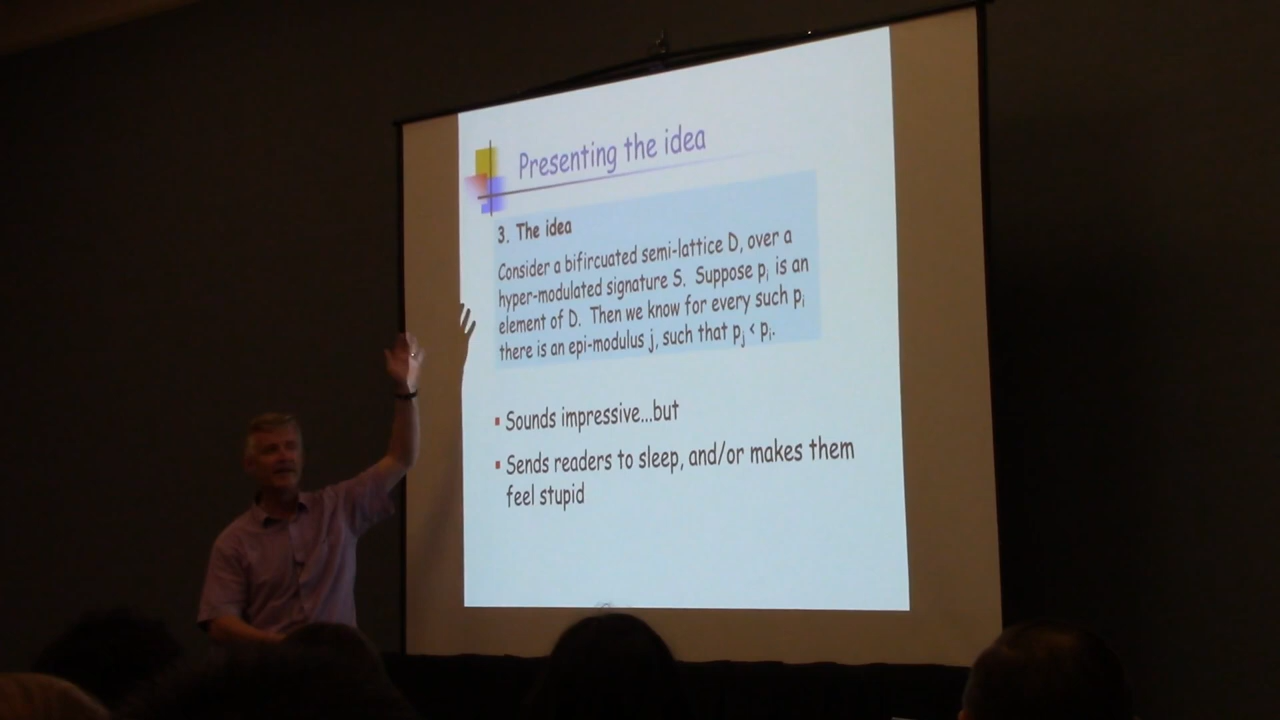 Presenting the idea
3. The idea
Consider a bifircuated semi-lattice D, over a
hyper-modulated signature S. Suppose pᵢ is an
element of D. Then we know for every such pᵢ
there is an epi-modulus j, such that pⱼ < pᵢ.
▪ Sounds impressive...but
▪ Sends readers to sleep, and/or makes them
feel stupid